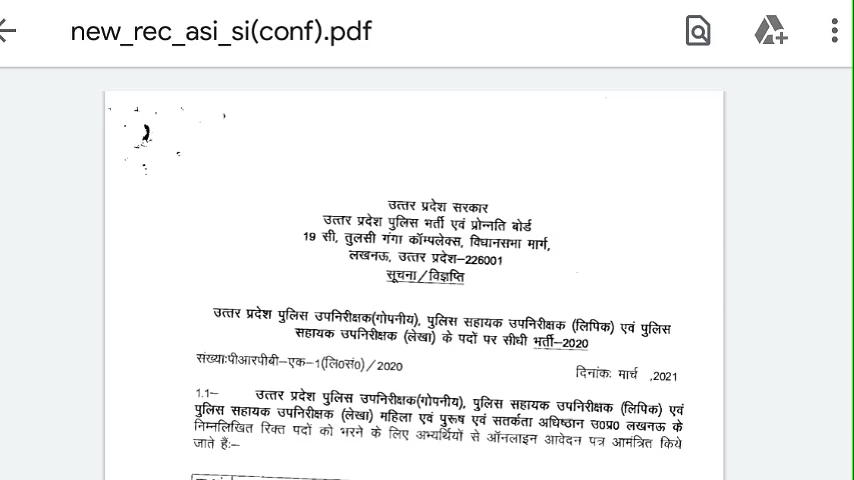 new_rec_asi_si(conf).pdf
उत्तर प्रदेश सरकार
उत्तर प्रदेश पुलिस भर्ती एवं प्रोन्नति बोर्ड
19 सी, तुलसी गंगा कॉम्पलेक्स, विधानसभा मार्ग,
लखनऊ, उत्तर प्रदेश–226001
सूचना/विज्ञप्ति
उत्तर प्रदेश पुलिस उपनिरीक्षक(गोपनीय), पुलिस सहायक उपनिरीक्षक (लिपिक) एवं पुलिस
सहायक उपनिरीक्षक (लेखा) के पदों पर सीधी भर्ती–2020
संख्याःपीआरपीबी–एक–1(लि0सं0)/2020
दिनांकः मार्च ,2021
1.1– उत्तर प्रदेश पुलिस उपनिरीक्षक(गोपनीय), पुलिस सहायक उपनिरीक्षक (लिपिक) एवं
पुलिस सहायक उपनिरीक्षक (लेखा) महिला एवं पुरूष एवं सतर्कता अधिष्ठान उ0प्र0 लखनऊ के
निम्नलिखित रिक्त पदों को भरने के लिए अभ्यर्थियों से ऑनलाइन आवेदन पत्र आमंत्रित किये
जाते हैं:–